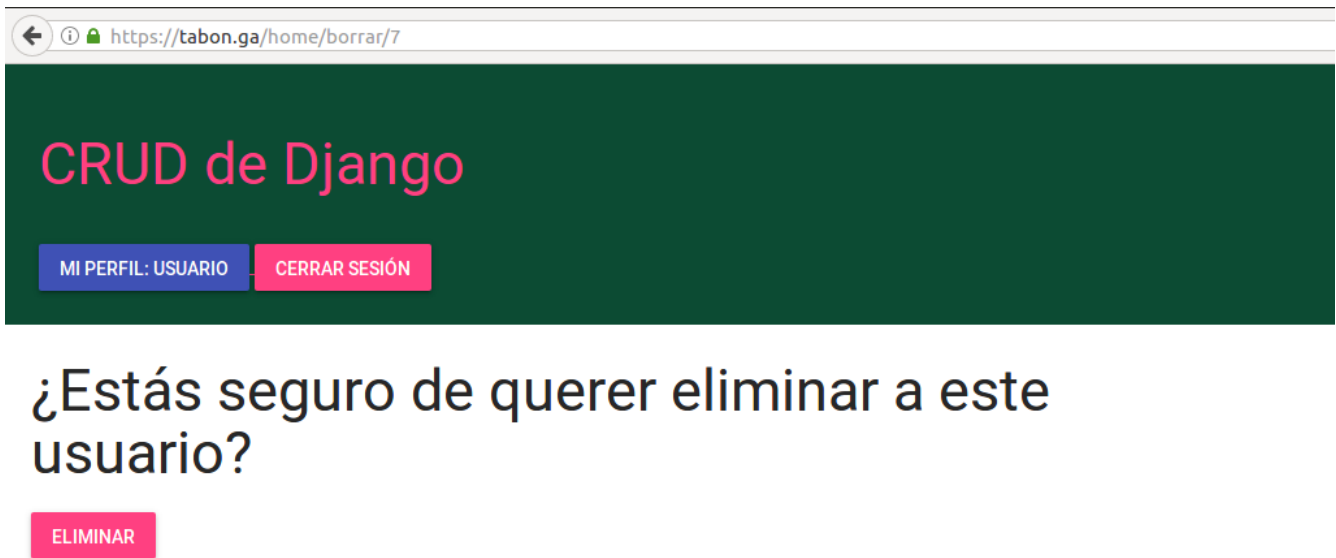 https://tabon.ga/home/borrar/7
CRUD de Django
MI PERFIL: USUARIO CERRAR SESIÓN
¿Estás seguro de querer eliminar a este
usuario?
ELIMINAR